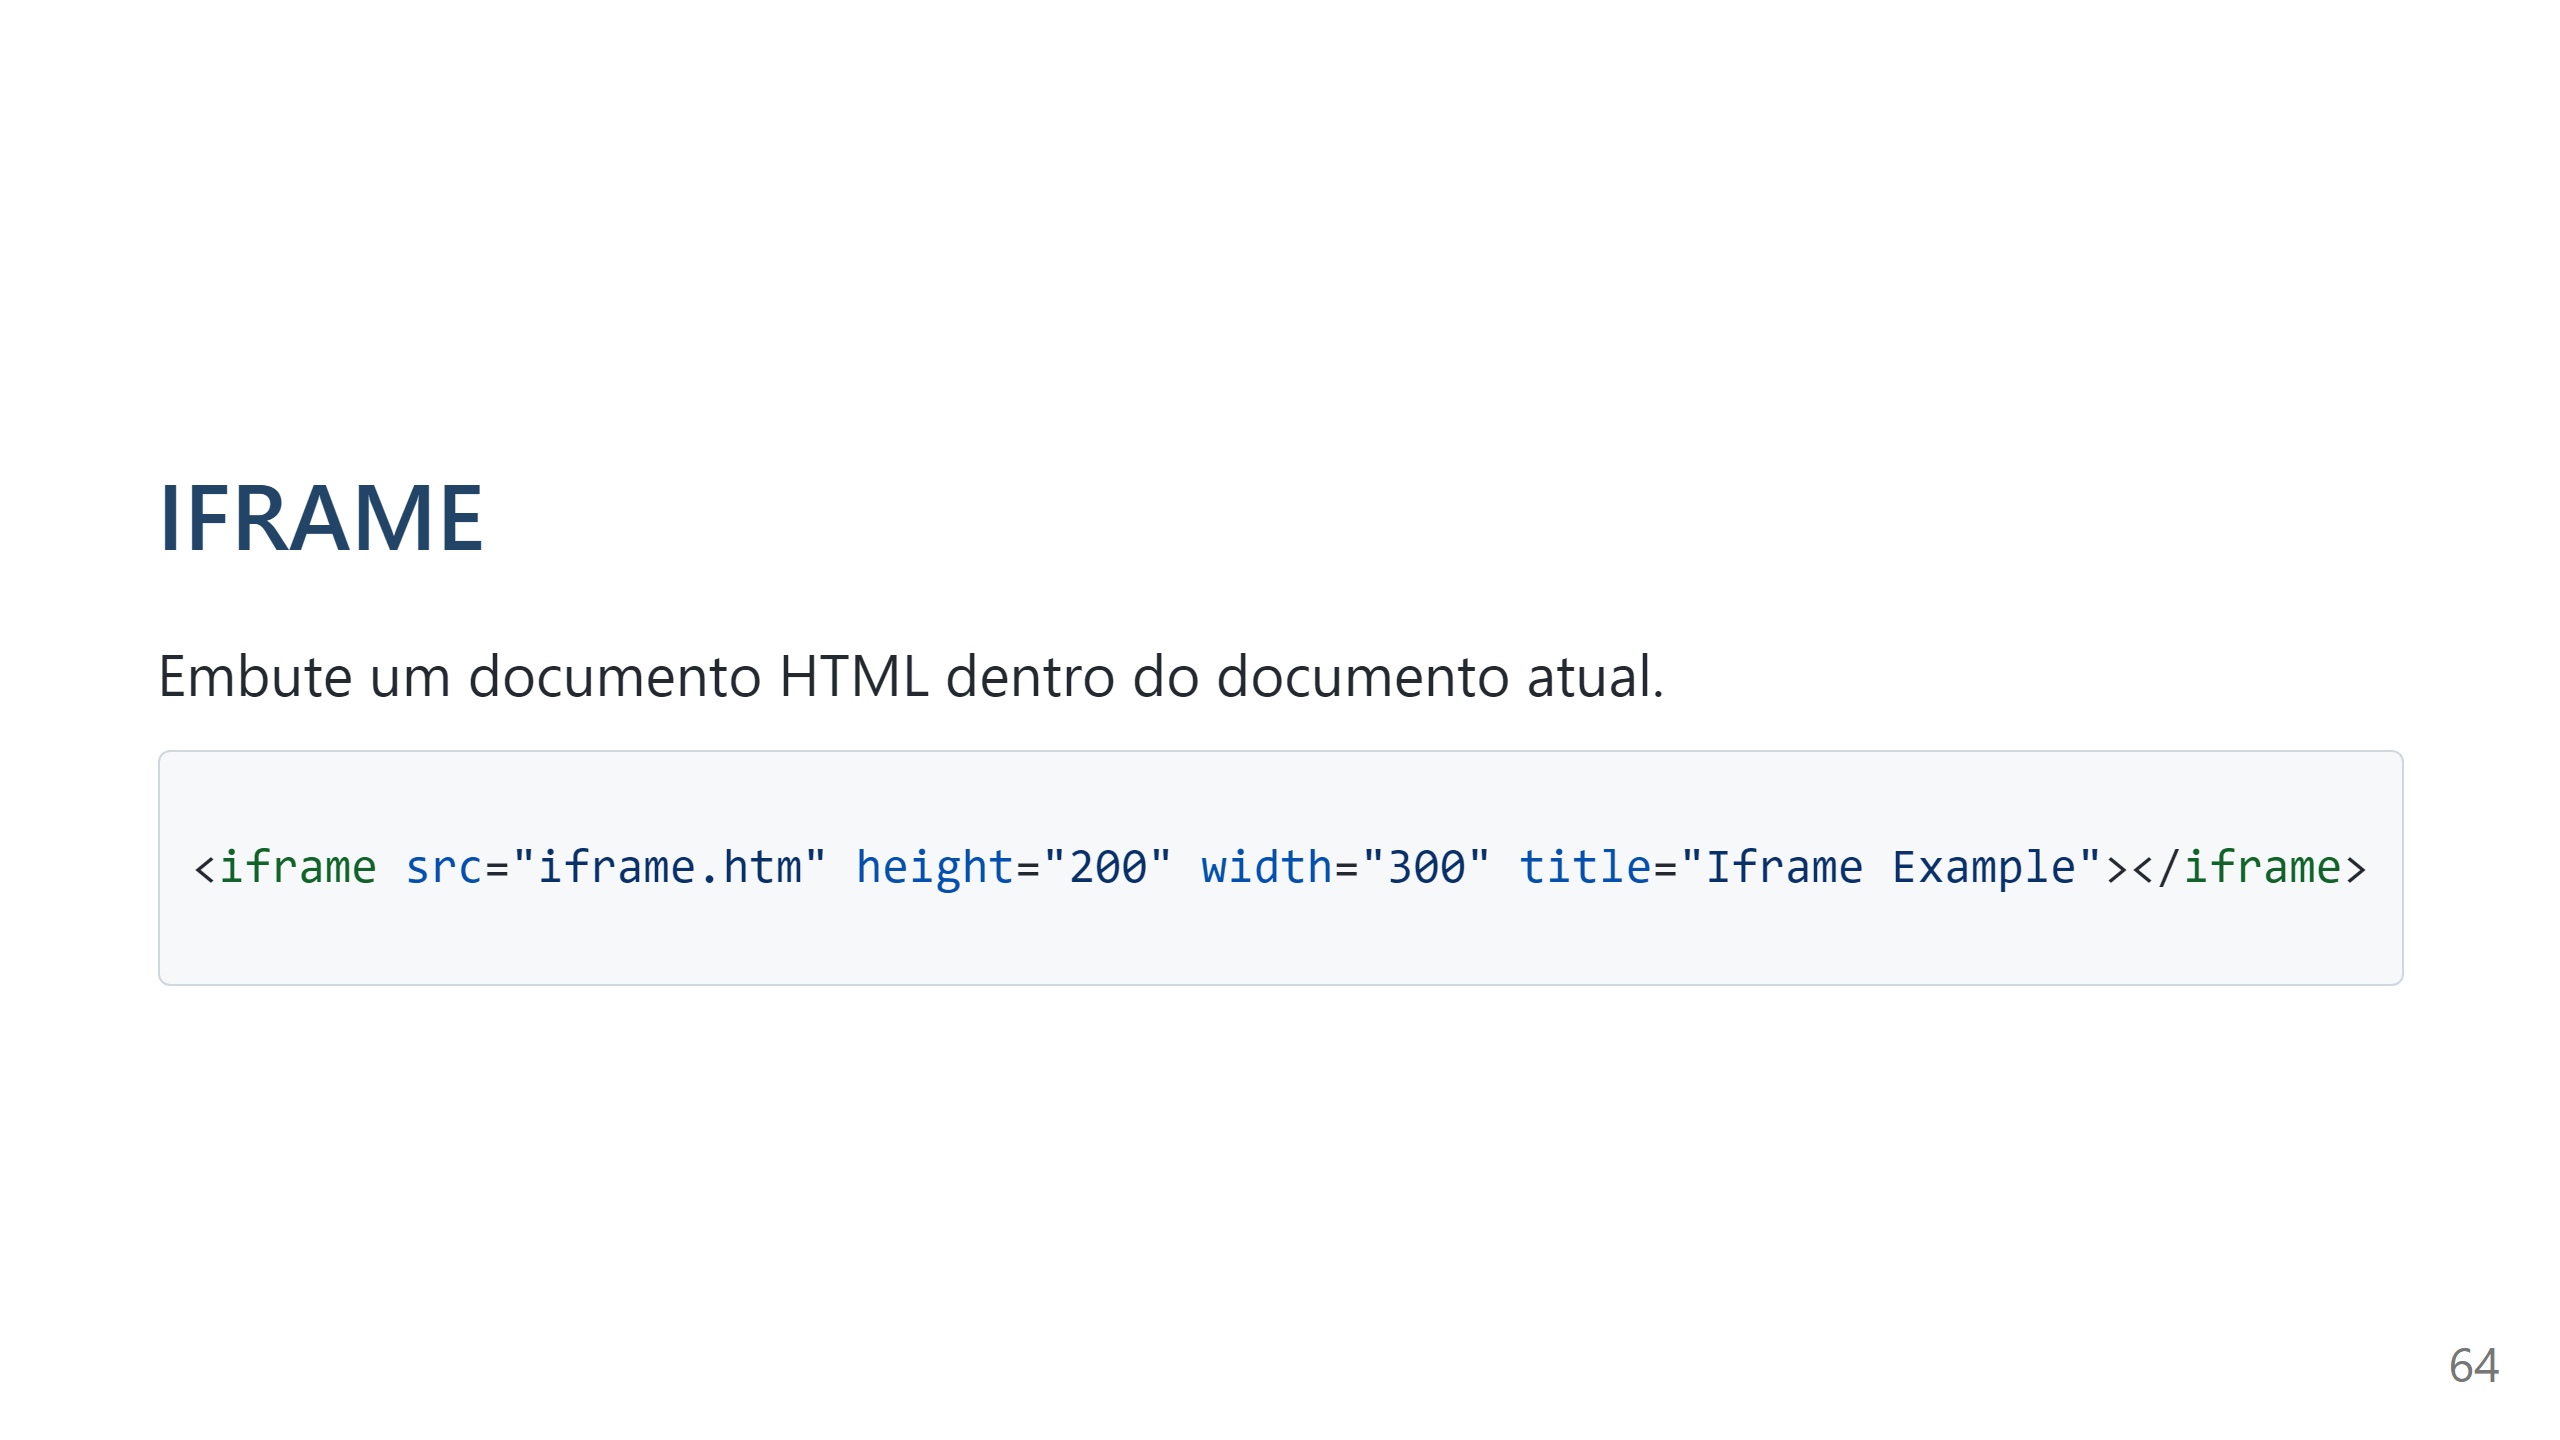 IFRAME
Embute um documento HTML dentro do documento atual.
<iframe src="iframe.htm" height="200" width="300" title="Iframe Example"></iframe>
64